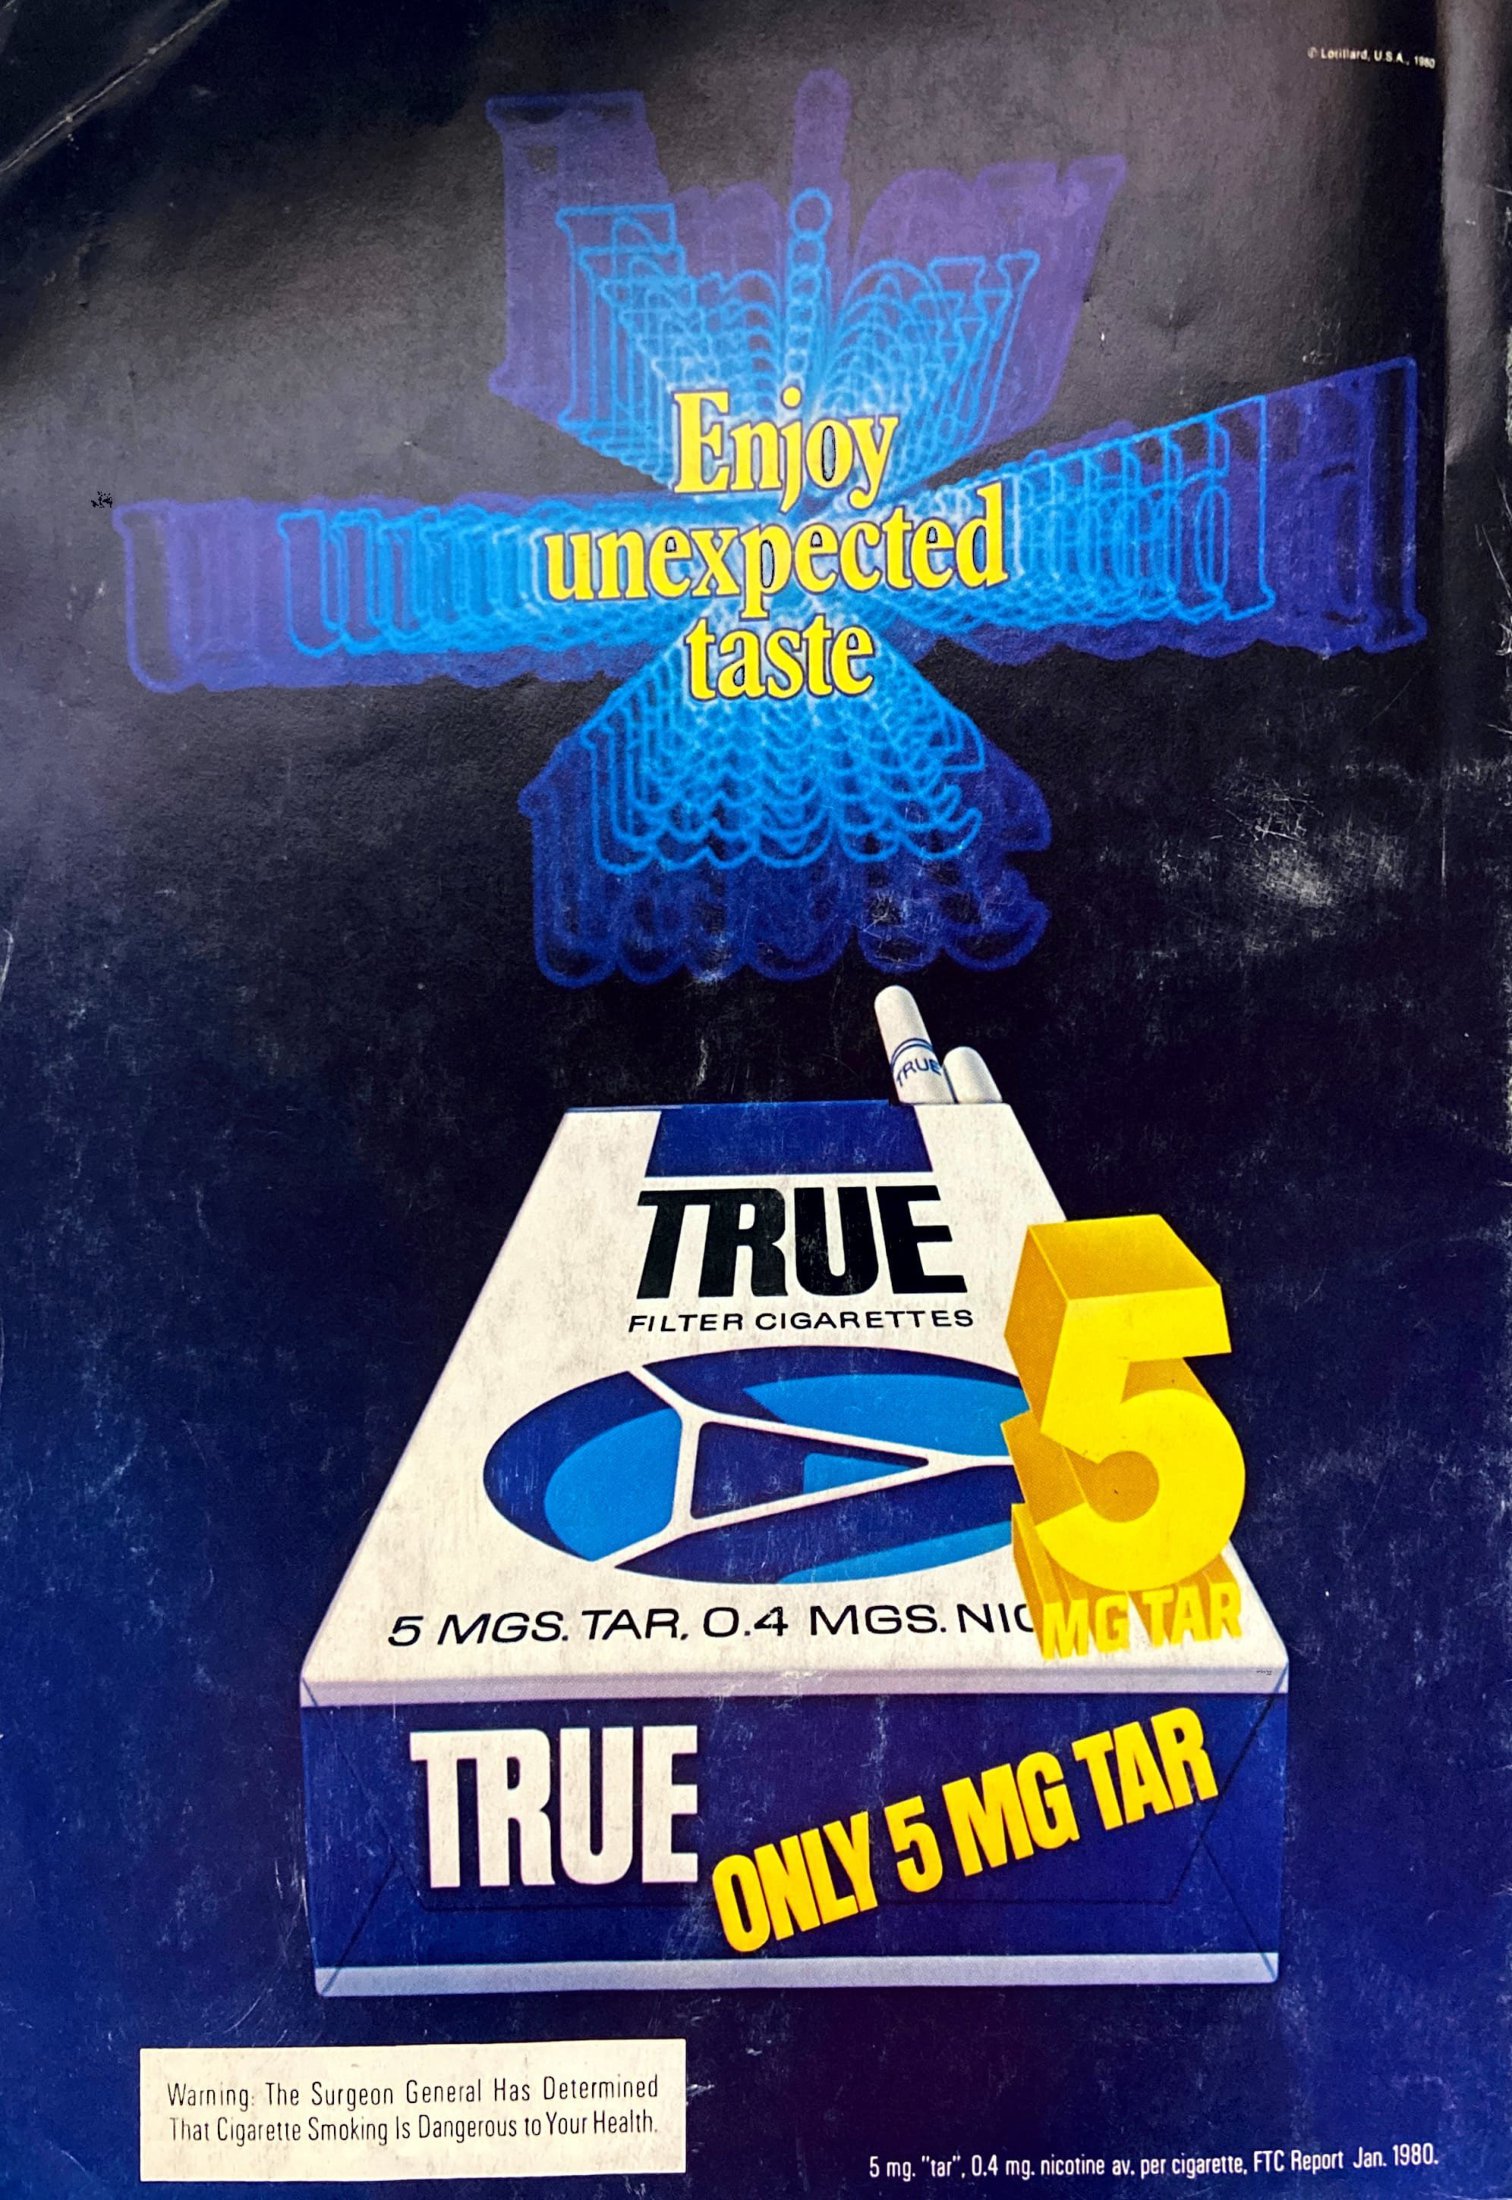 © Lorillard, U.S.A., 1980
Enjoy
unexpected
taste
TRUE
TRUE
FILTER CIGARETTES
5
MG TAR
5 MGS. TAR, 0.4 MGS. NIC
TRUE ONLY 5 MG TAR
Warning: The Surgeon General Has Determined
That Cigarette Smoking Is Dangerous to Your Health.
5 mg. "tar", 0.4 mg. nicotine av. per cigarette, FTC Report Jan. 1980.